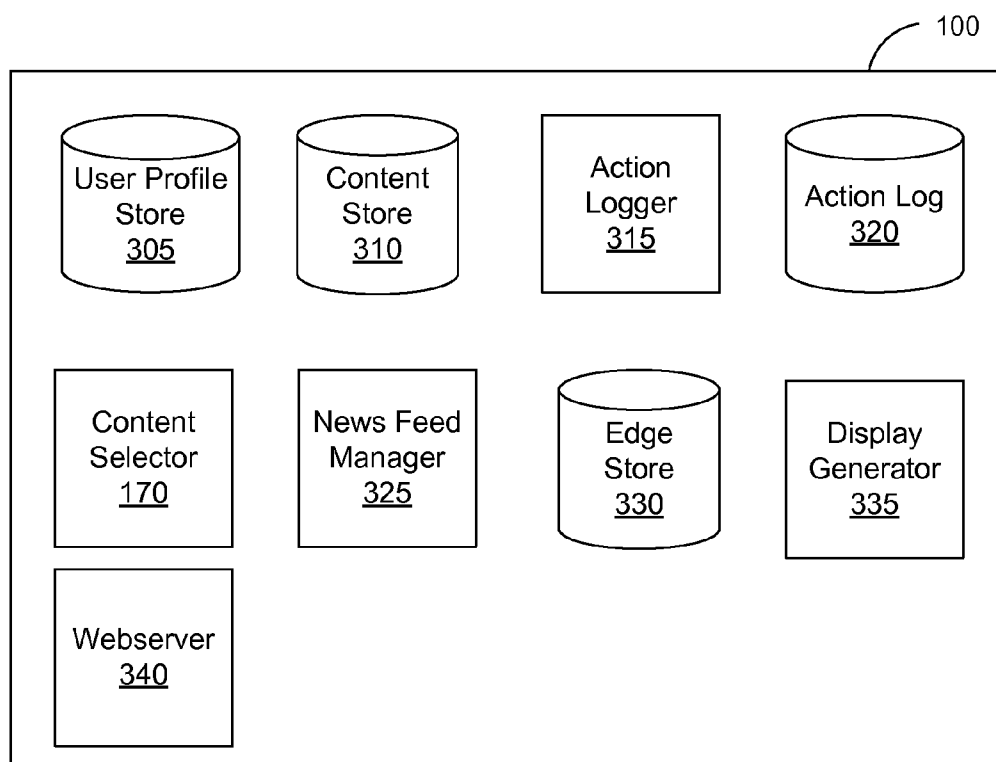 100
User Profile
Store
305
Content
Store
310
Action
Logger
315
Action Log
320
Content
Selector
170
News Feed
Manager
325
Edge
Store
330
Display
Generator
335
Webserver
340